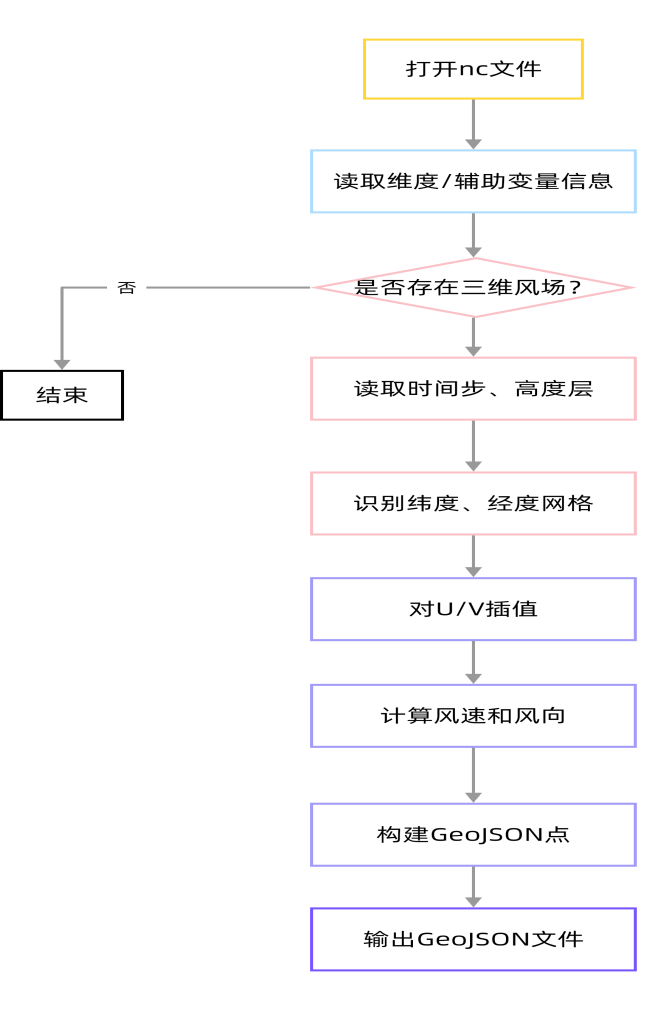 打开nc文件
读取维度/辅助变量信息
是否存在三维风场?
否
结束
读取时间步、高度层
识别纬度、经度网格
对U/V插值
计算风速和风向
构建GeoJSON点
输出GeoJSON文件